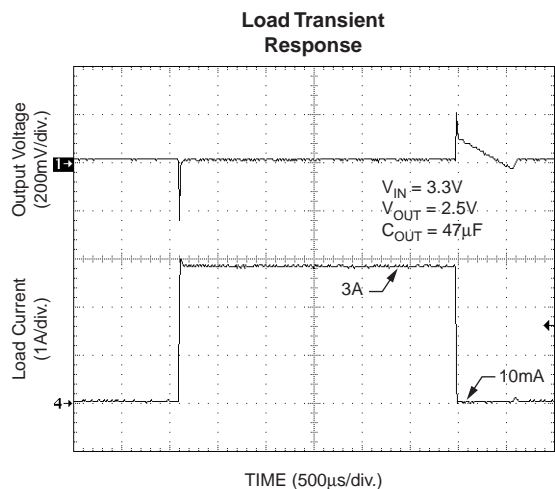 Load Transient
Response
Output Voltage
(200mV/div.)
1
V_IN = 3.3V
V_OUT = 2.5V
C_OUT = 47µF
Load Current
(1A/div.)
3A
10mA
4
TIME (500µs/div.)